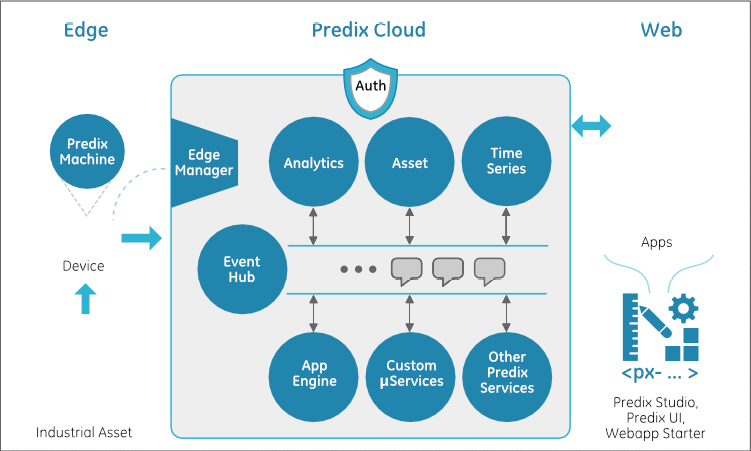 Edge
Predix Cloud
Web
Auth
Predix
Machine
Edge
Manager
Analytics
Asset
Time
Series
Device
Event
Hub
Apps
App
Engine
Custom
µServices
Other
Predix
Services
<px- ... >
Predix Studio,
Predix UI,
Webapp Starter
Industrial Asset